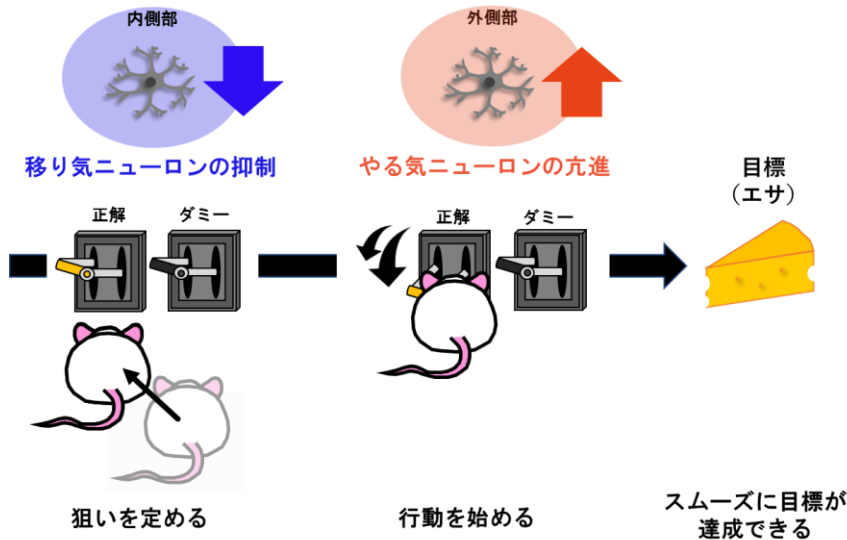 内側部
外側部
移り気ニューロンの抑制
やる気ニューロンの亢進
目標
（エサ）
正解
ダミー
正解
ダミー
狙いを定める
行動を始める
スムーズに目標が
達成できる